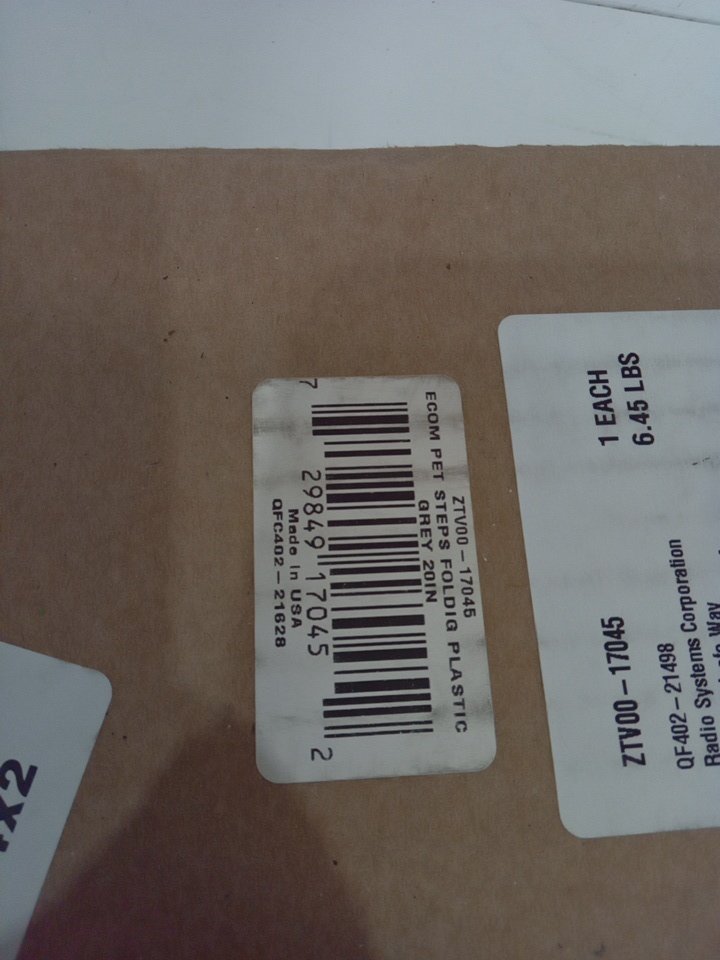 ZTV00-17045
ECOM PET STEPS FOLDIG PLASTIC
GREY 20IN
7 29849 17045 2
Made in USA
QFC402-21628
1 EACH
6.45 LBS
ZTV00-17045
QF402-21498
Radio Systems Corporation
Way
X2